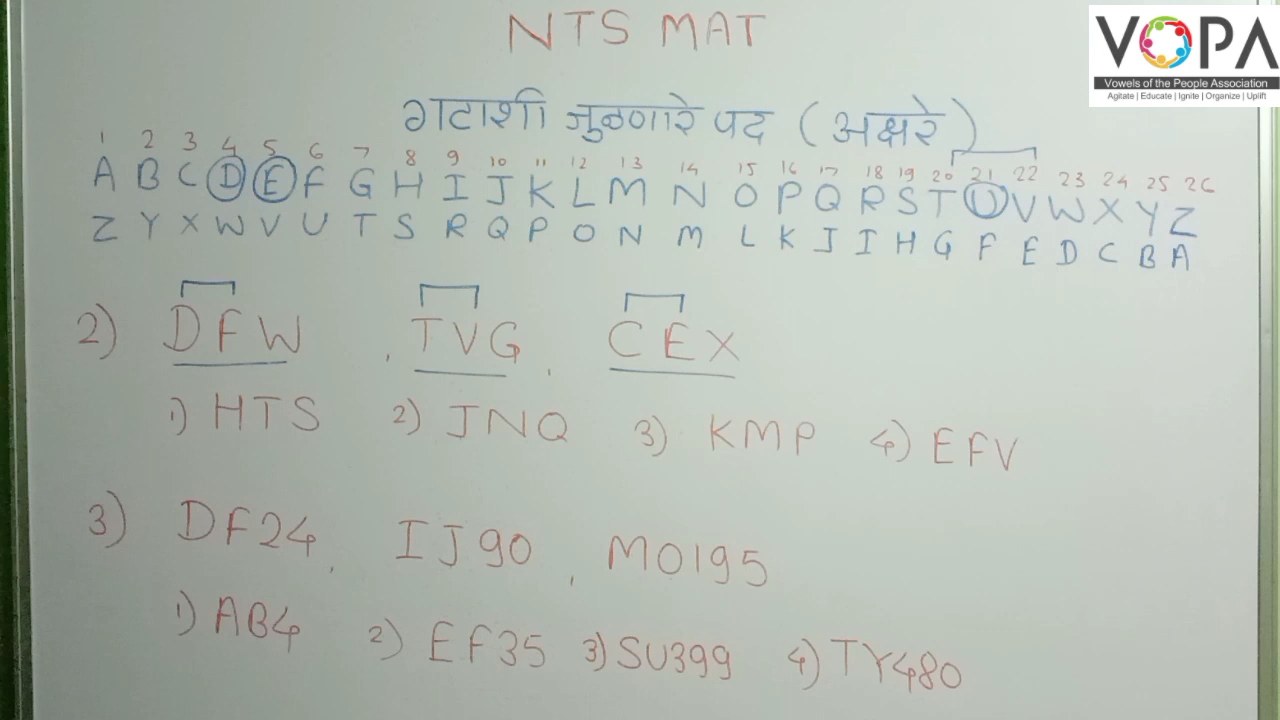 NTS MAT
VOPA
Vowels of the People Association
Agitate | Educate | Ignite | Organize | Uplift
गटाशी जुळणारे पद (अक्षरे)
1 2 3 4 5 6 7 8 9 10 11 12 13 14 15 16 17 18 19 20 21 22 23 24 25 26
A B C D E F G H I J K L M N O P Q R S T U V W X Y Z
Z Y X W V U T S R Q P O N M L K J I H G F E D C B A
2) DFW , TVG , CEX
1) HTS 2) JNQ 3) KMP 4) EFV
3) DF24 , IJ90 , MO195
1) AB4 2) EF35 3) SU399 4) TY480